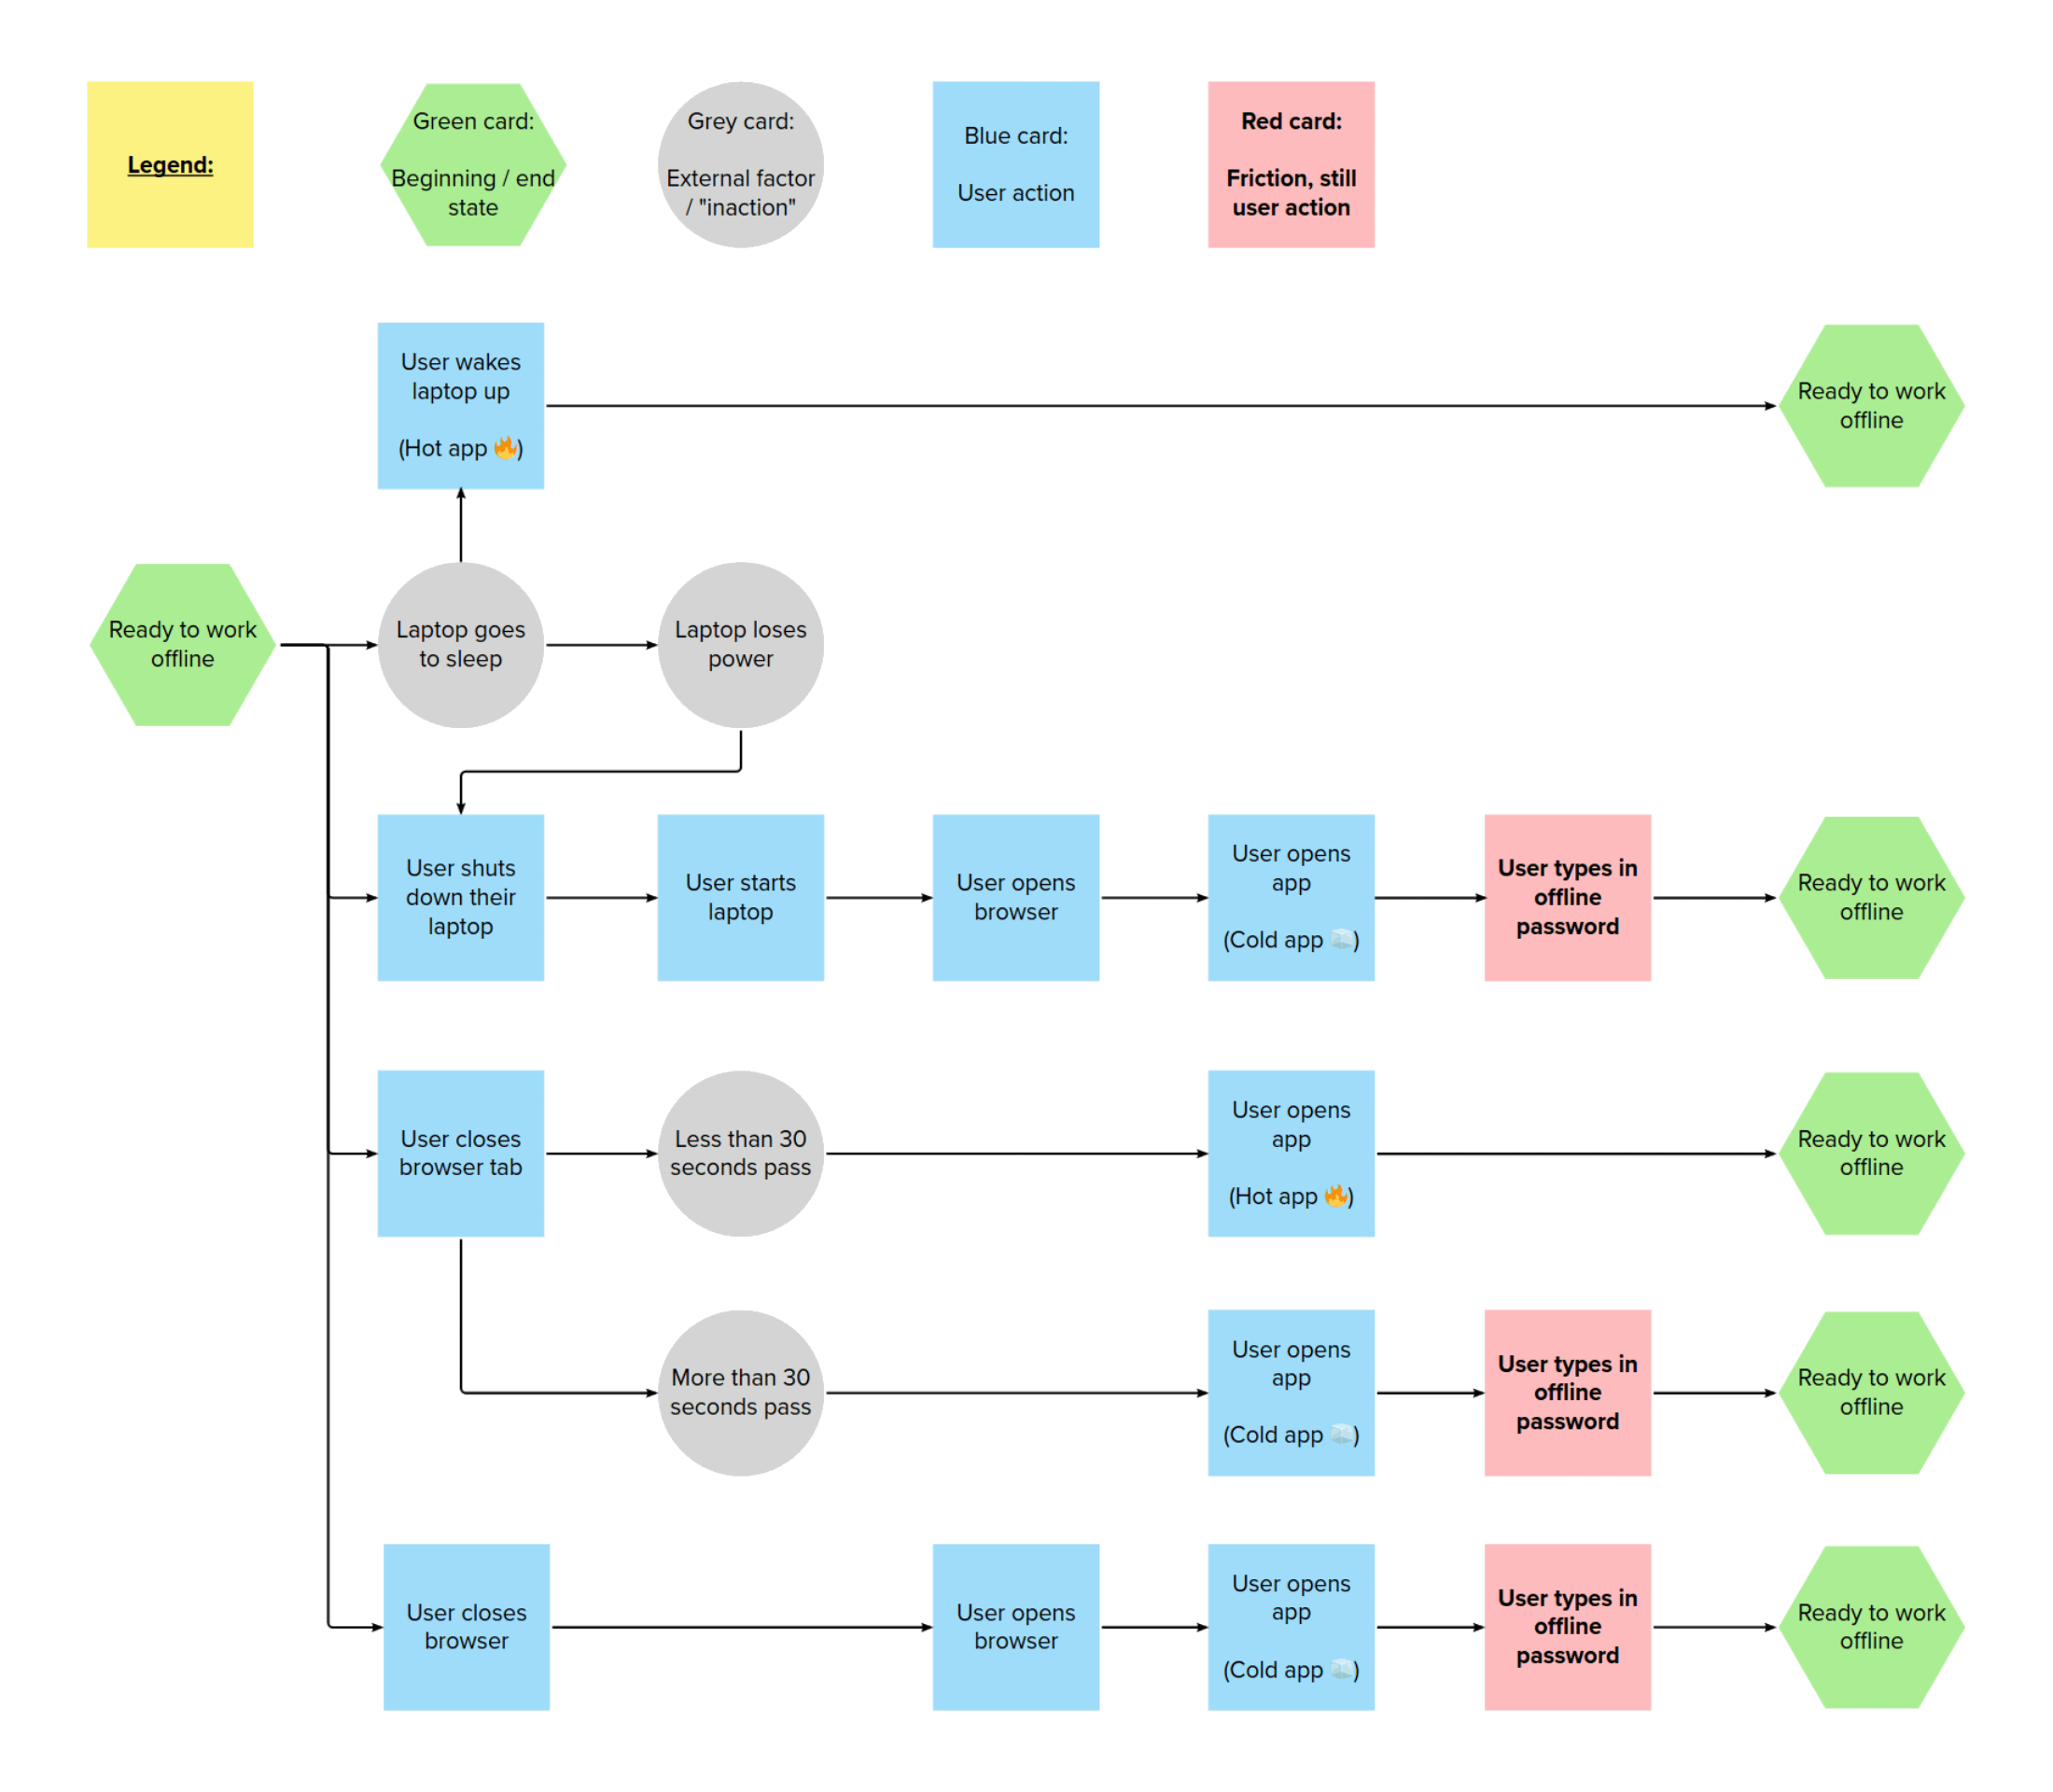 Legend:
Green card:
Beginning / end
state
Grey card:
External factor
/ "inaction"
Blue card:
User action
Red card:
Friction, still
user action
User wakes
laptop up
(Hot app 🔥)
Ready to work
offline
Ready to work
offline
Laptop goes
to sleep
Laptop loses
power
User shuts
down their
laptop
User starts
laptop
User opens
browser
User opens
app
(Cold app 🧊)
User types in
offline
password
Ready to work
offline
User closes
browser tab
Less than 30
seconds pass
User opens
app
(Hot app 🔥)
Ready to work
offline
More than 30
seconds pass
User opens
app
(Cold app 🧊)
User types in
offline
password
Ready to work
offline
User closes
browser
User opens
browser
User opens
app
(Cold app 🧊)
User types in
offline
password
Ready to work
offline